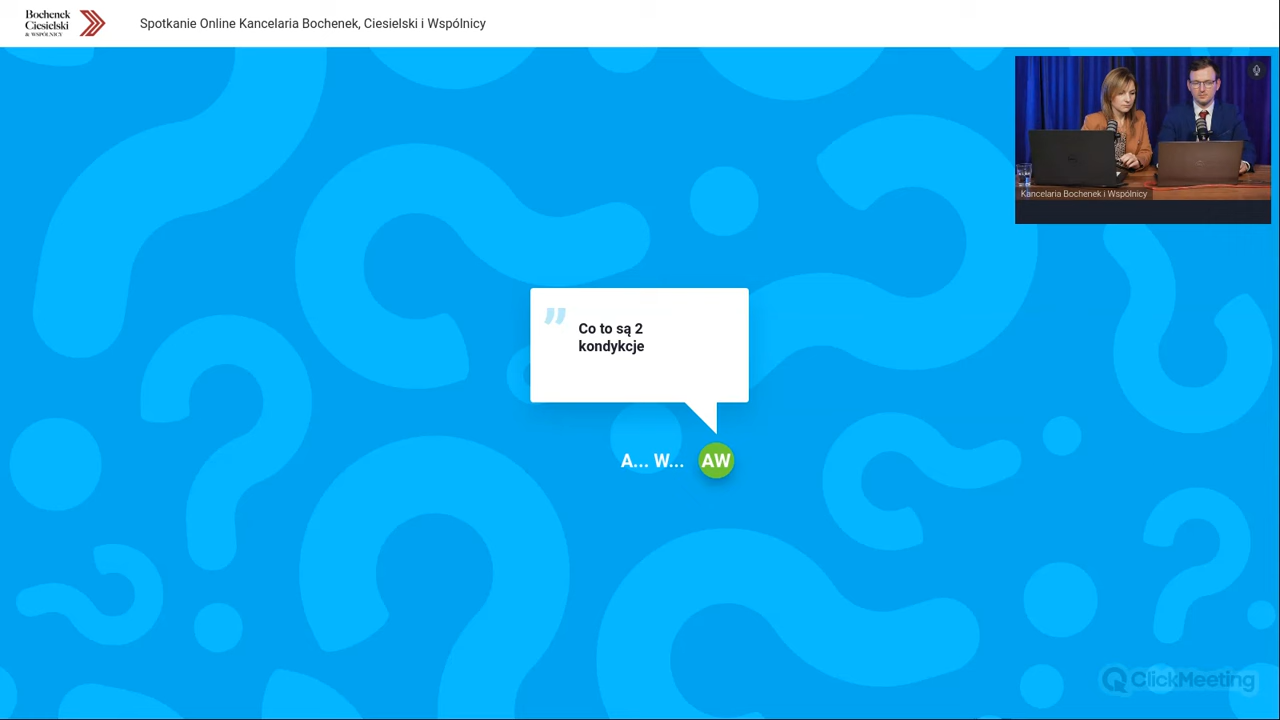 Bochenek
Ciesielski
& WSPÓLNICY
Spotkanie Online Kancelaria Bochenek, Ciesielski i Wspólnicy
Kancelaria Bochenek i Wspólnicy
Co to są 2
kondykcje
A... W...
AW
ClickMeeting